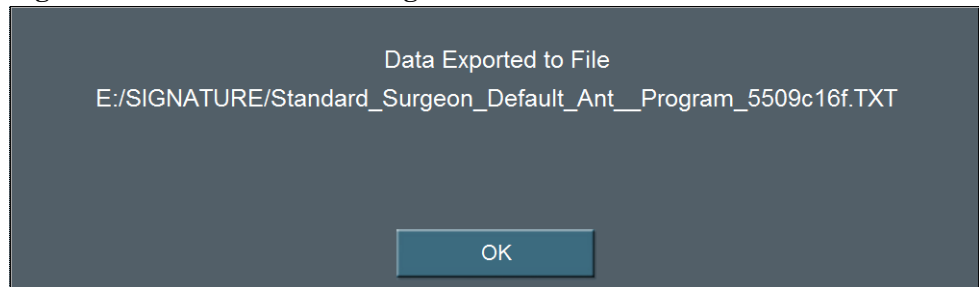 Data Exported to File
E:/SIGNATURE/Standard_Surgeon_Default_Ant__Program_5509c16f.TXT
OK